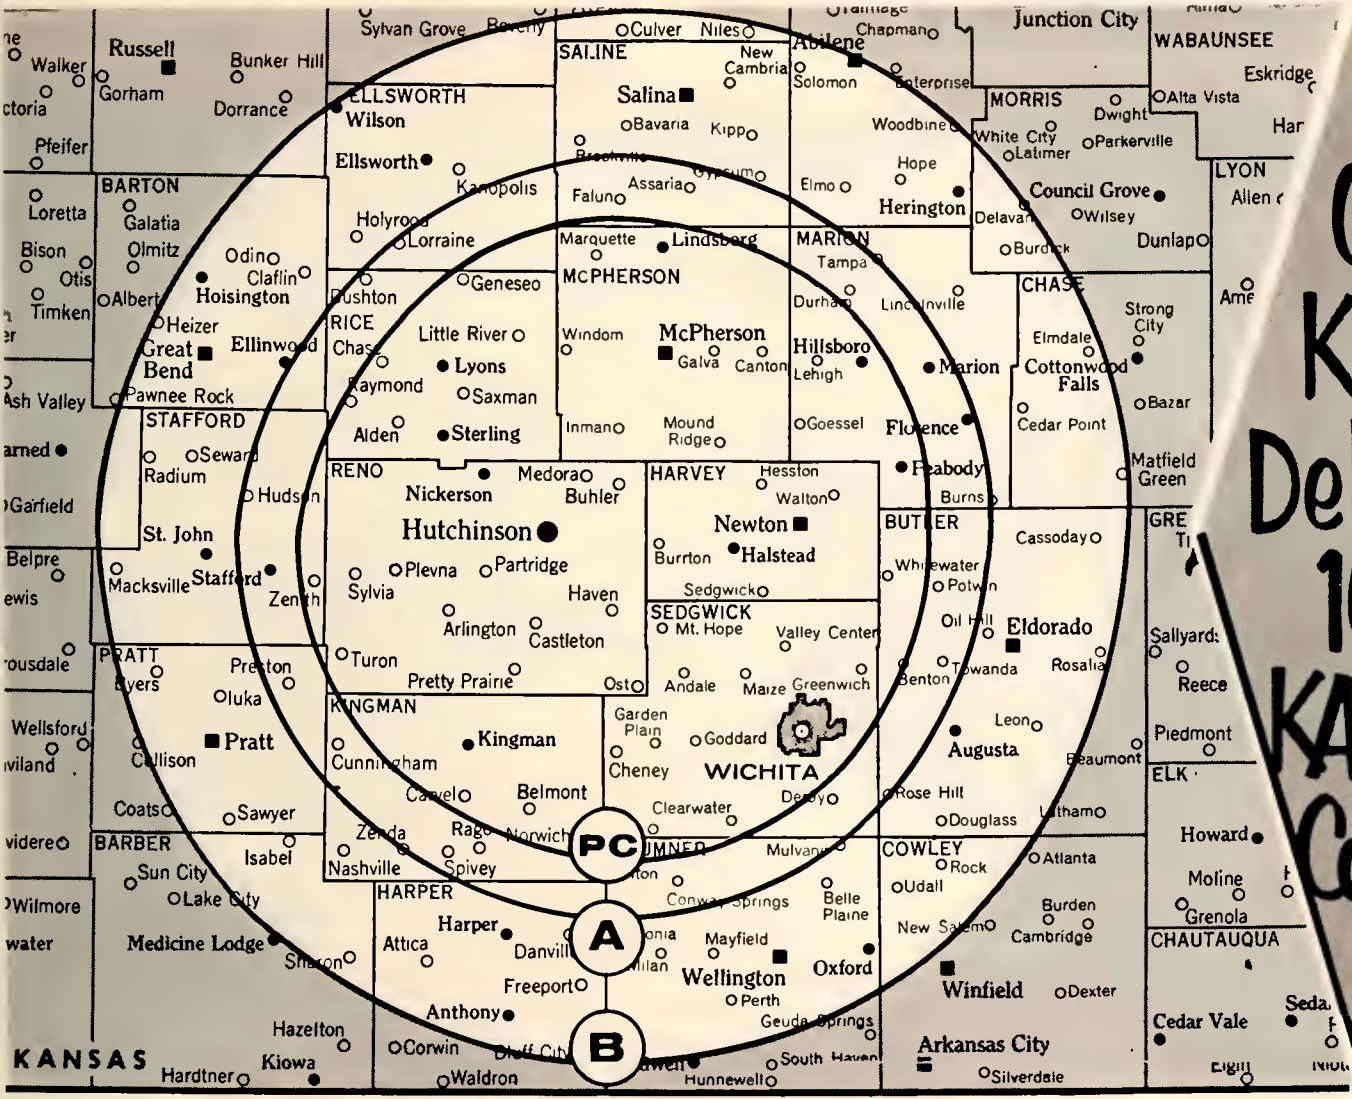 Sylvan Grove
Beverly
Culver
Niles
Chapman
Junction City
Russell
Bunker Hill
Walker
Gorham
Dorrance
Pfeifer
ELLSWORTH
Wilson
Ellsworth
Kanopolis
Holyrood
Lorraine
SALINE
New
Cambria
Salina
Bavaria
Kipp
Brookville
Gypsum
Assaria
Falun
Abilene
Solomon
Enterprise
Woodbine
Hope
Elmo
Herington
MORRIS
Dwight
White City
Parkerville
Latimer
Council Grove
Delavan
Wilsey
Burdick
Dunlap
WABAUNSEE
Eskridge
Alta Vista
LYON
Allen
BARTON
Loretta
Galatia
Bison
Olmitz
Otis
Odin
Claflin
Hoisington
Timken
Albert
Heizer
Great
Bend
Ellinwood
Pawnee Rock
Ash Valley
Bushton
Geneseo
RICE
Chase
Little River
Lyons
Raymond
Saxman
Alden
Sterling
Marquette
Lindsborg
MCPHERSON
Windom
McPherson
Galva
Canton
Inman
Mound
Ridge
MARION
Tampa
Durham
Lincolnville
Hillsboro
Lehigh
Marion
Goessel
Florence
Peabody
Burns
CHASE
Strong
City
Elmdale
Cottonwood
Falls
Bazar
Cedar Point
Matfield
Green
STAFFORD
Seward
Radium
Hudson
Garfield
St. John
Belpre
Macksville
Stafford
Zenith
RENO
Medora
Nickerson
Buhler
Hutchinson
Plevna
Partridge
Sylvia
Haven
Arlington
Castleton
Turon
Pretty Prairie
Ost
HARVEY
Hesston
Walton
Newton
Burrton
Halstead
Sedgwick
BUTLER
Cassoday
Whitewater
Potwin
Oil Hill
Eldorado
Benton
Towanda
Rosalia
Leon
Augusta
Beaumont
Rose Hill
Douglass
Latham
SEDGWICK
Mt. Hope
Valley Center
Andale
Maize
Greenwich
Garden
Plain
Goddard
Cheney
WICHITA
Clearwater
Derby
PRATT
Preston
Byers
Iuka
Wellsford
Pratt
Cullison
Coats
Sawyer
KINGMAN
Kingman
Cunningham
Calvel
Belmont
Zenda
Rago
Norwich
Nashville
Spivey
PC
Sallyards
Reece
Piedmont
ELK
Howard
Moline
Grenola
BARBER
Isabel
Sun City
Lake City
Wilmore
Medicine Lodge
Sharon
Hazelton
Kiowa
Hardtner
HARPER
Harper
Attica
Danville
Freeport
Anthony
Corwin
Bluff City
Waldron
A
B
Mulvane
Conway Springs
Belle
Plaine
Mayfield
Milan
Wellington
Oxford
Perth
Geuda Springs
South Haven
Hunnewell
COWLEY
Rock
Atlanta
Udall
Burden
New Salem
Cambridge
Winfield
Dexter
Arkansas City
Silverdale
CHAUTAUQUA
Cedar Vale
Elgin
KANSAS